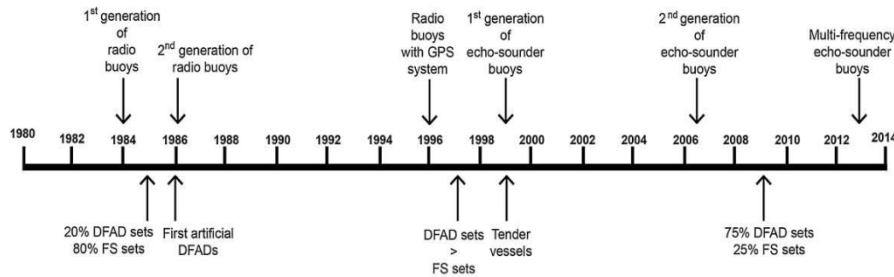 1st generation
of
radio
buoys
2nd generation of
radio buoys
Radio
buoys
with GPS
system
1st generation
of
echo-sounder
buoys
2nd generation
of
echo-sounder
buoys
Multi-frequency
echo-sounder
buoys
1980 1982 1984 1986 1988 1990 1992 1994 1996 1998 2000 2002 2004 2006 2008 2010 2012 2014
20% DFAD sets
80% FS sets
First artificial
DFADs
DFAD sets
>
FS sets
Tender
vessels
75% DFAD sets
25% FS sets